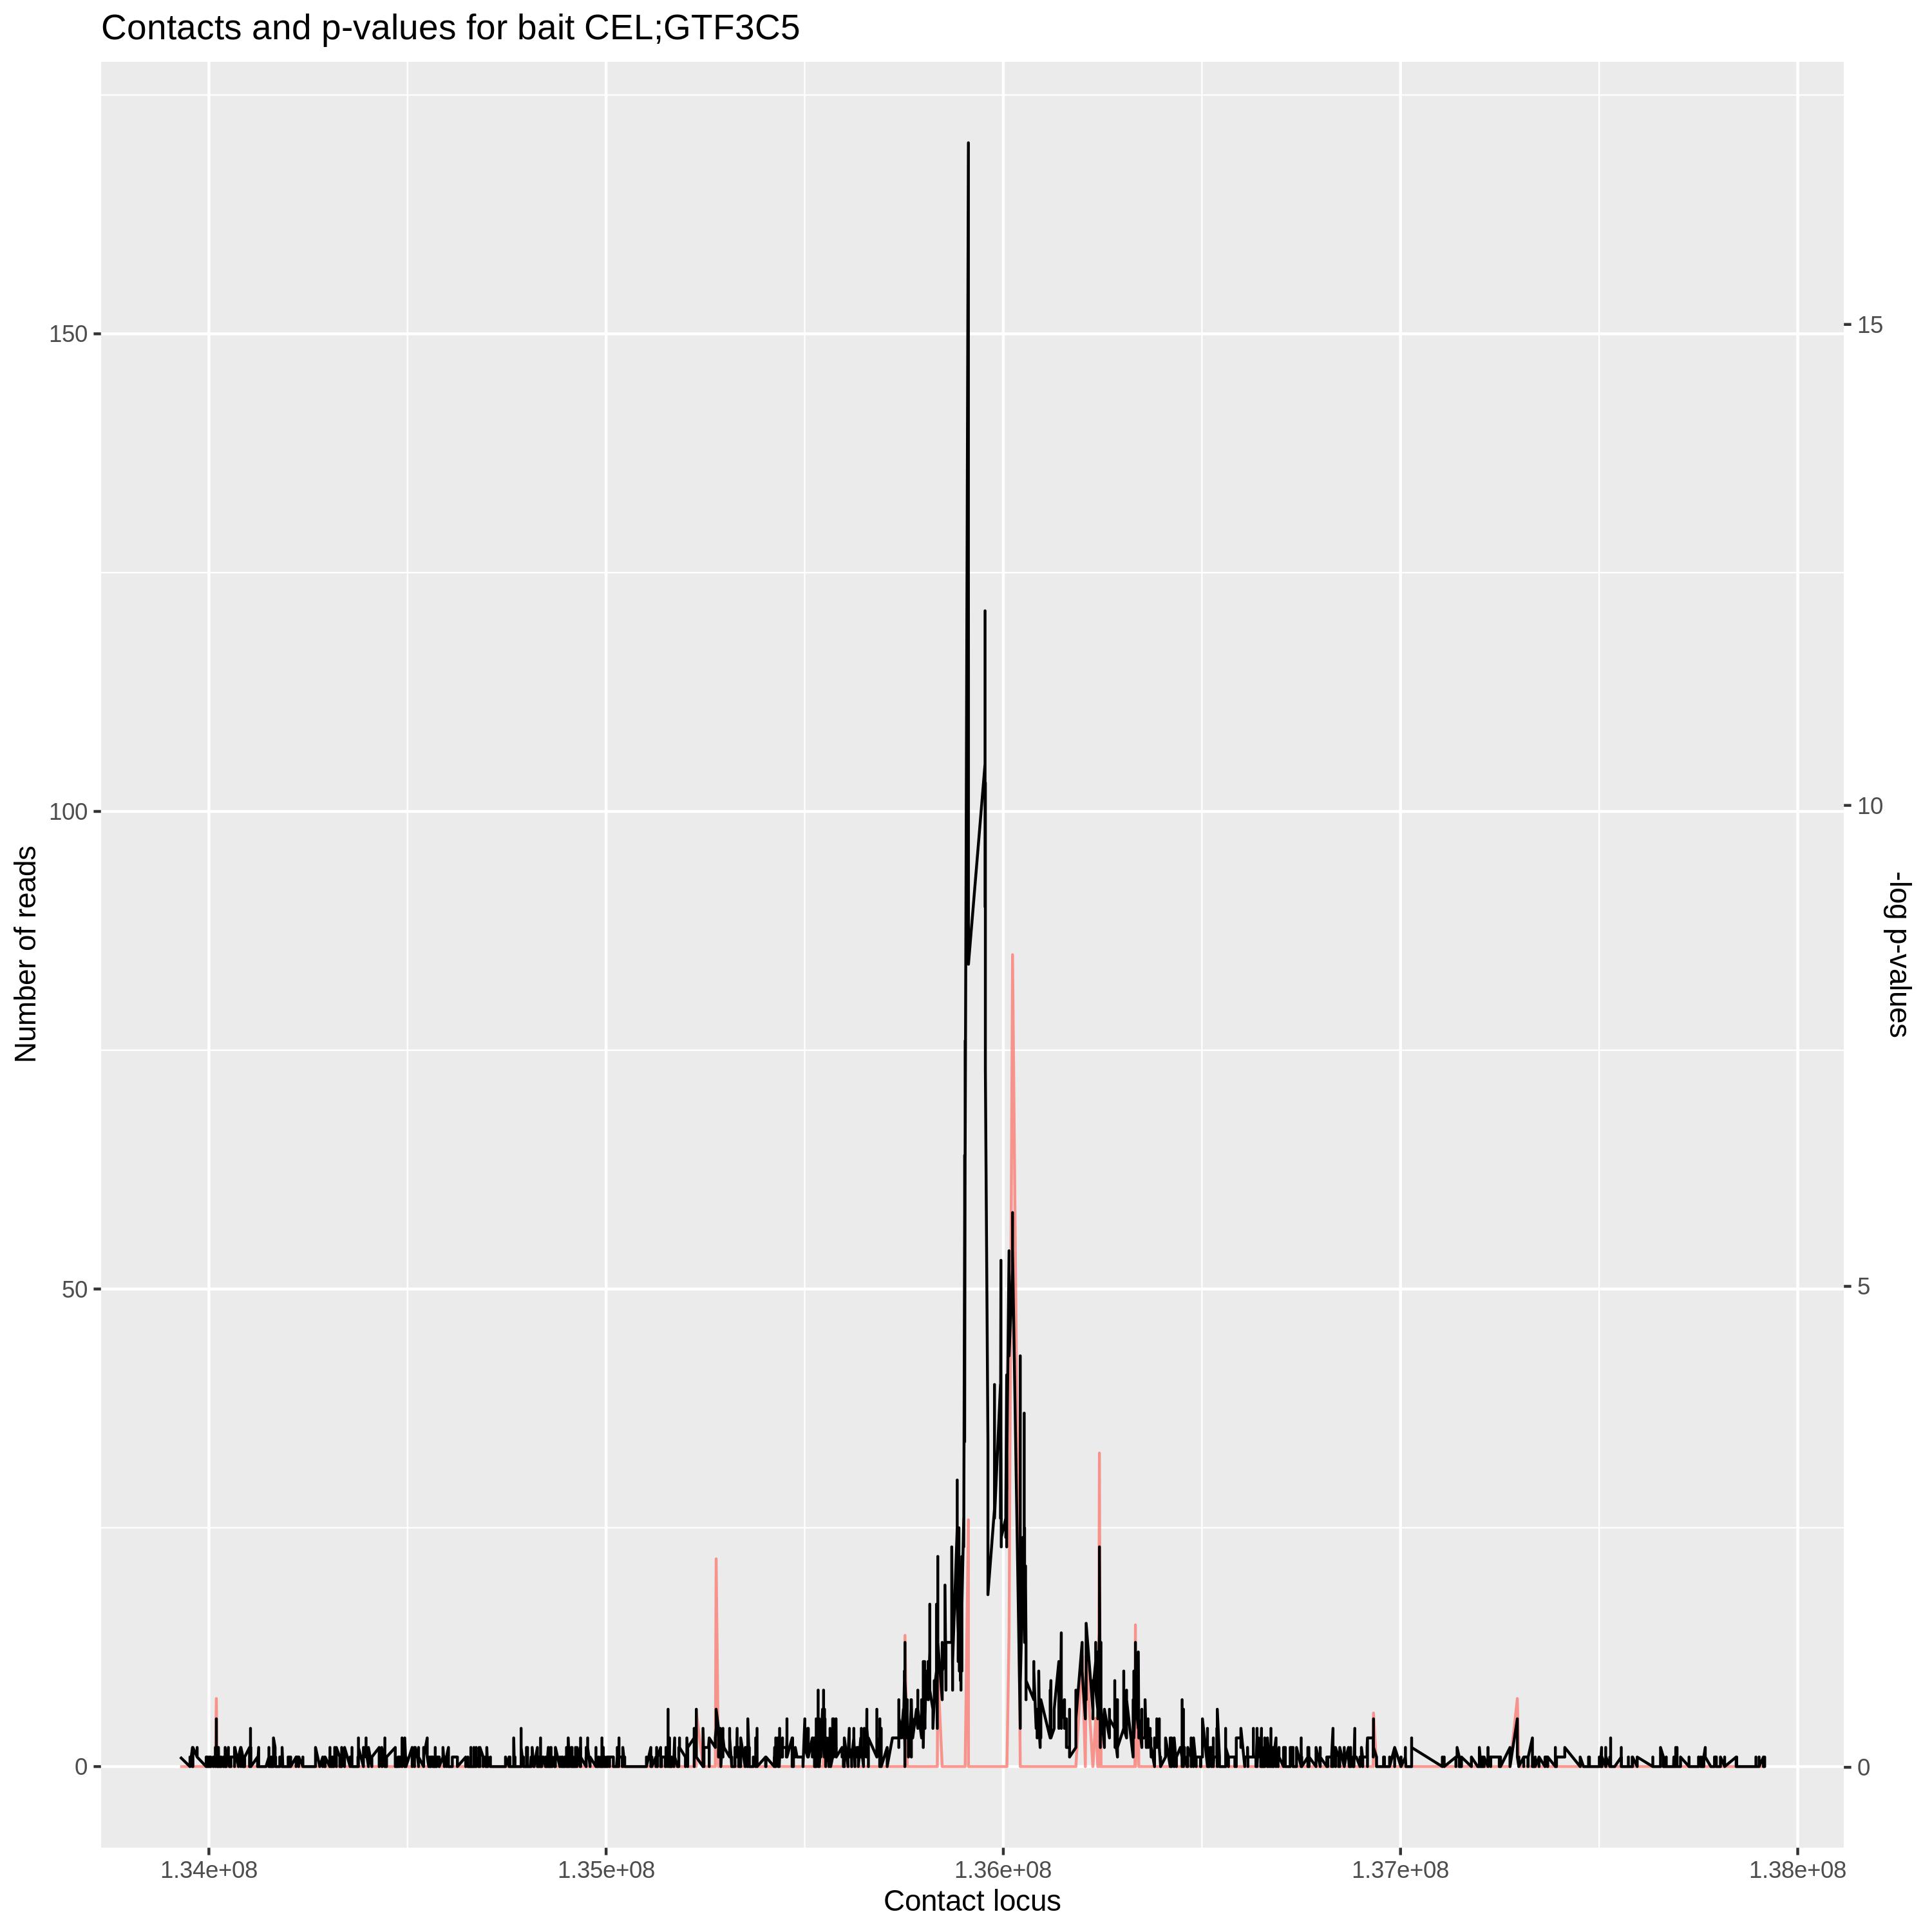 Contacts and p-values for bait CEL;GTF3C5
150
100
50
0
Number of reads
15
10
5
0
-log p-values
1.34e+08
1.35e+08
1.36e+08
1.37e+08
1.38e+08
Contact locus